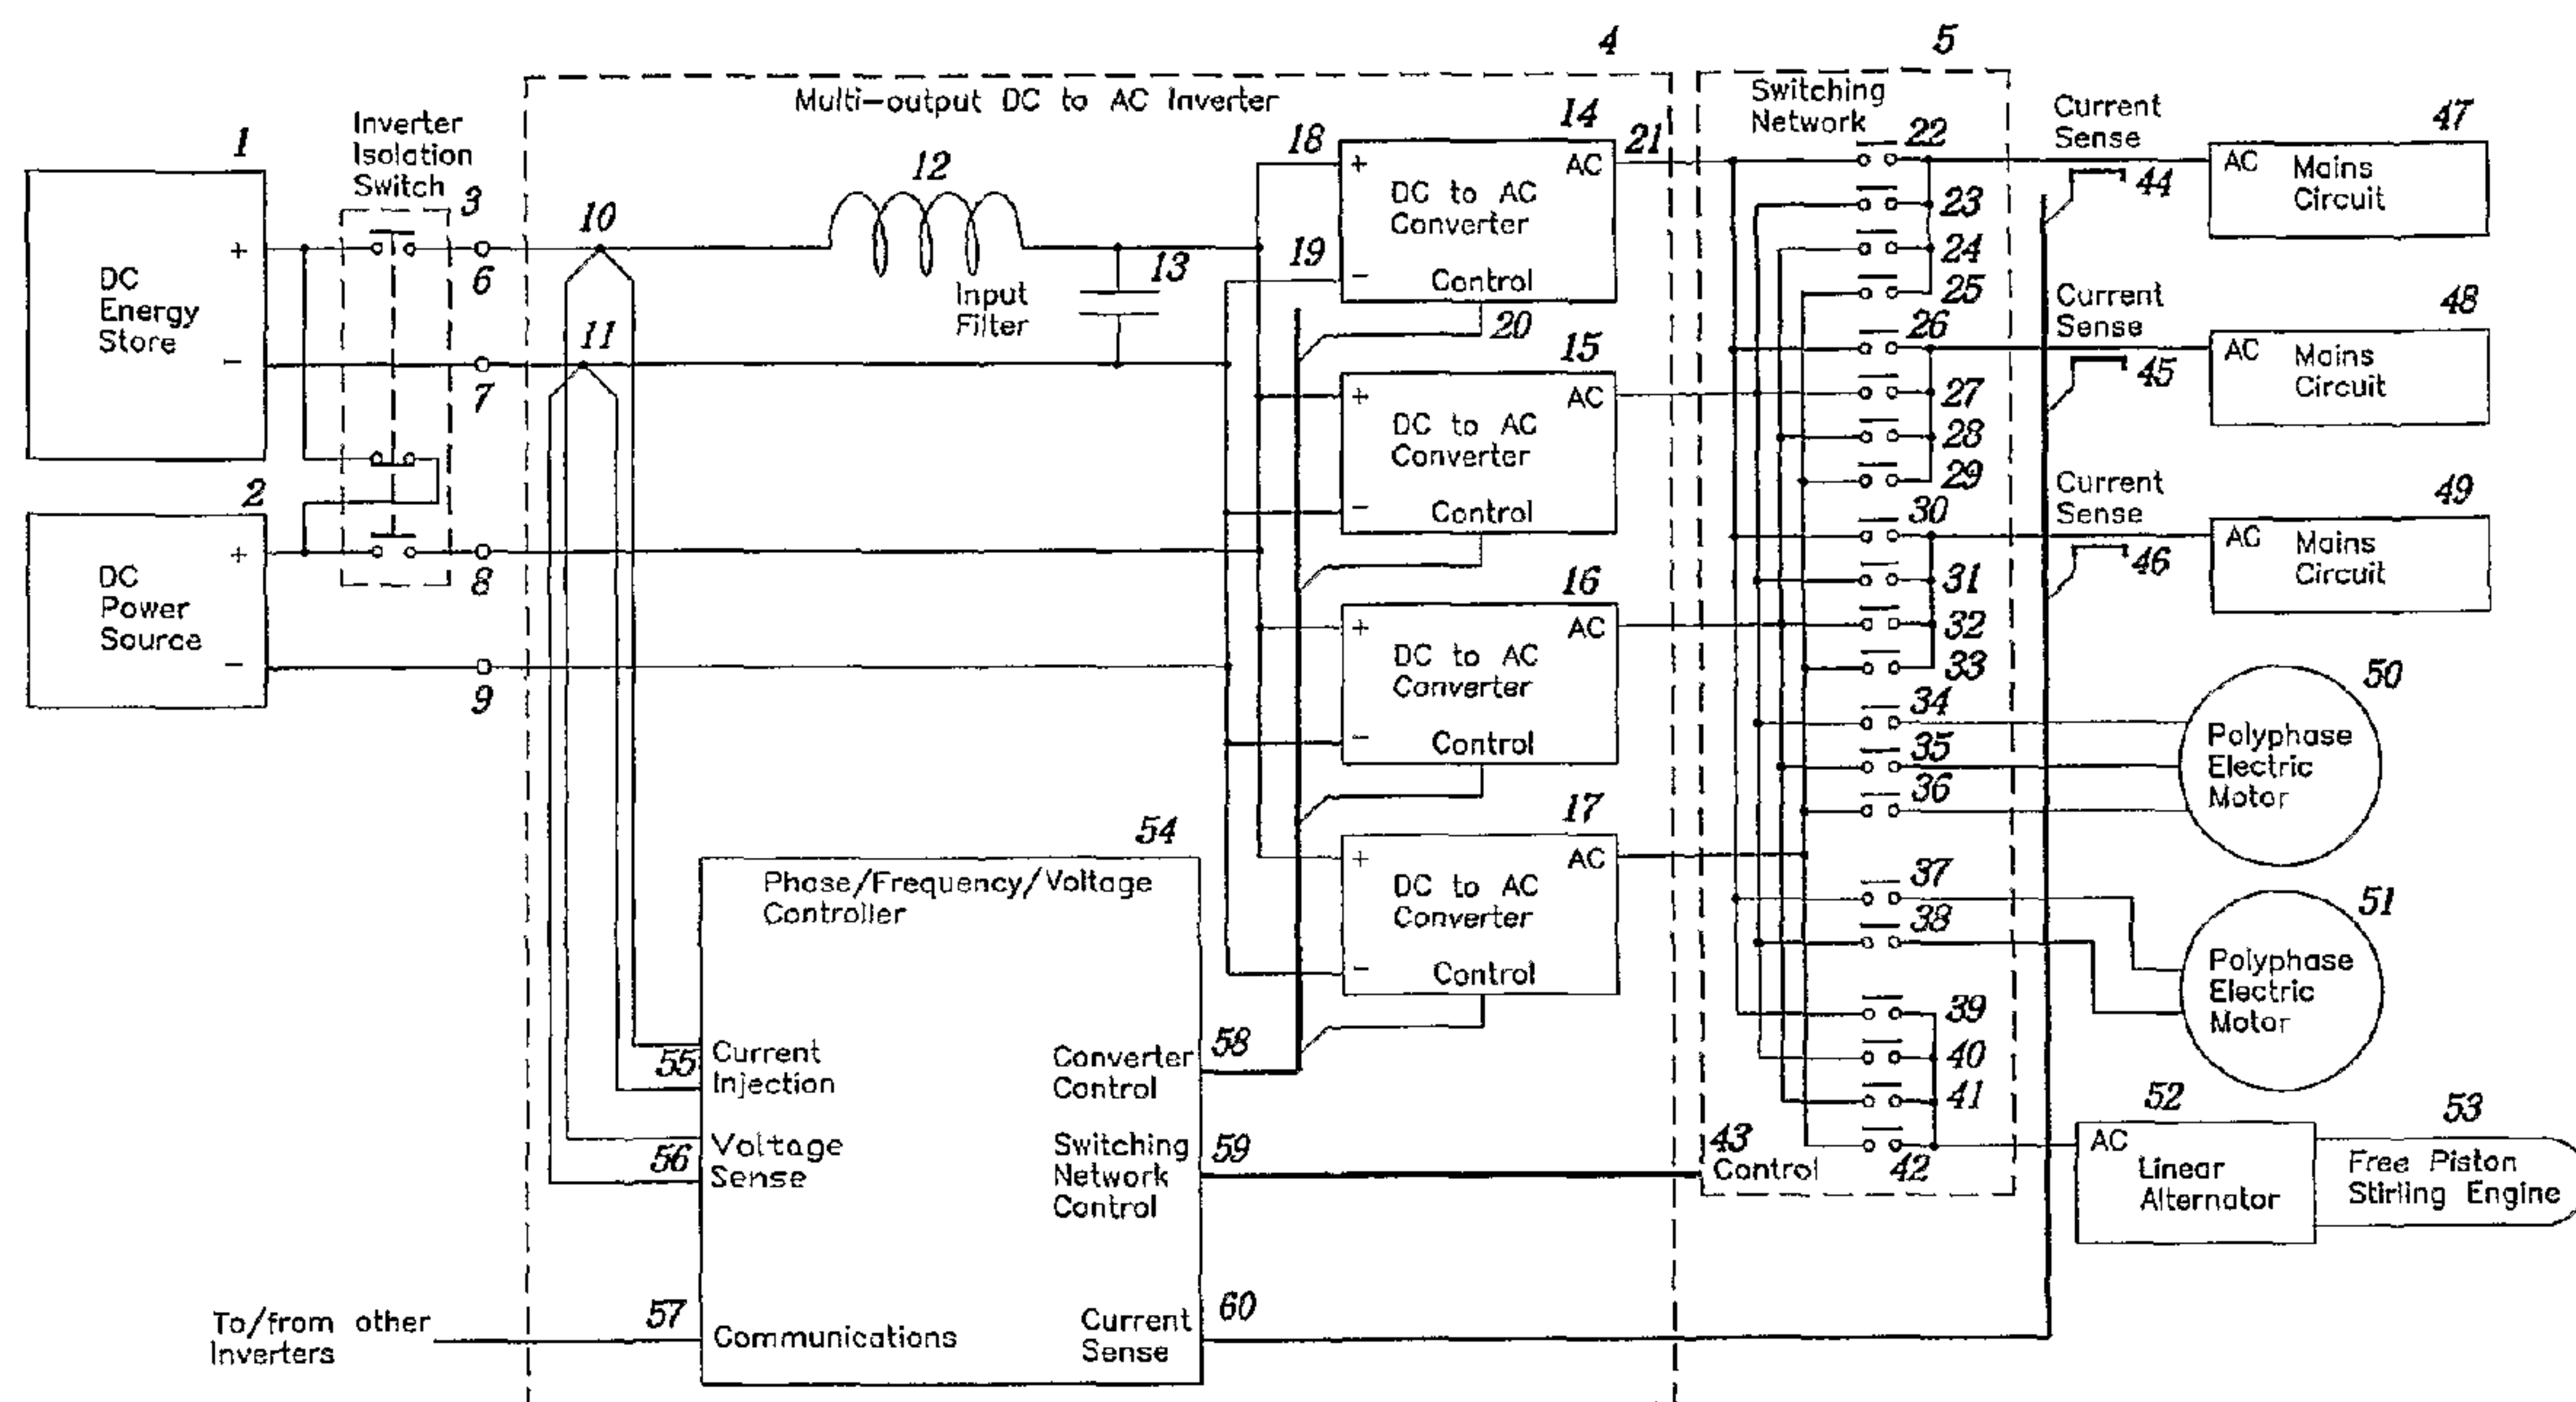 4
5
Multi-output DC to AC Inverter
Switching
Network
1
Inverter
Isolation
Switch
3
DC
Energy
Store
+
−
6
7
2
DC
Power
Source
+
−
8
9
10
11
12
Input
Filter
13
18
19
14
21
+
−
AC
DC to AC
Converter
Control
20
15
+
−
AC
DC to AC
Converter
Control
16
+
−
AC
DC to AC
Converter
Control
17
+
−
AC
DC to AC
Converter
Control
22
23
24
25
26
27
28
29
30
31
32
33
34
35
36
37
38
39
40
41
42
43
Control
Current
Sense
44
Current
Sense
45
Current
Sense
46
47
AC
Mains
Circuit
48
AC
Mains
Circuit
49
AC
Mains
Circuit
50
Polyphase
Electric
Motor
51
Polyphase
Electric
Motor
52
AC
Linear
Alternator
53
Free Piston
Stirling Engine
54
Phase/Frequency/Voltage
Controller
55
Current
Injection
56
Voltage
Sense
57
Communications
58
Converter
Control
59
Switching
Network
Control
60
Current
Sense
To/from other
Inverters